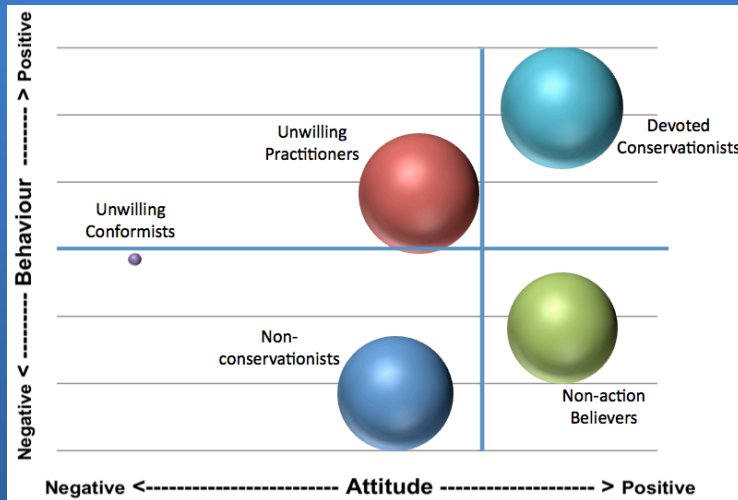 Negative <-------- Behaviour --------> Positive
Unwilling
Practitioners
Devoted
Conservationists
Unwilling
Conformists
Non-
conservationists
Non-action
Believers
Negative <----------------------- Attitude -----------------> Positive